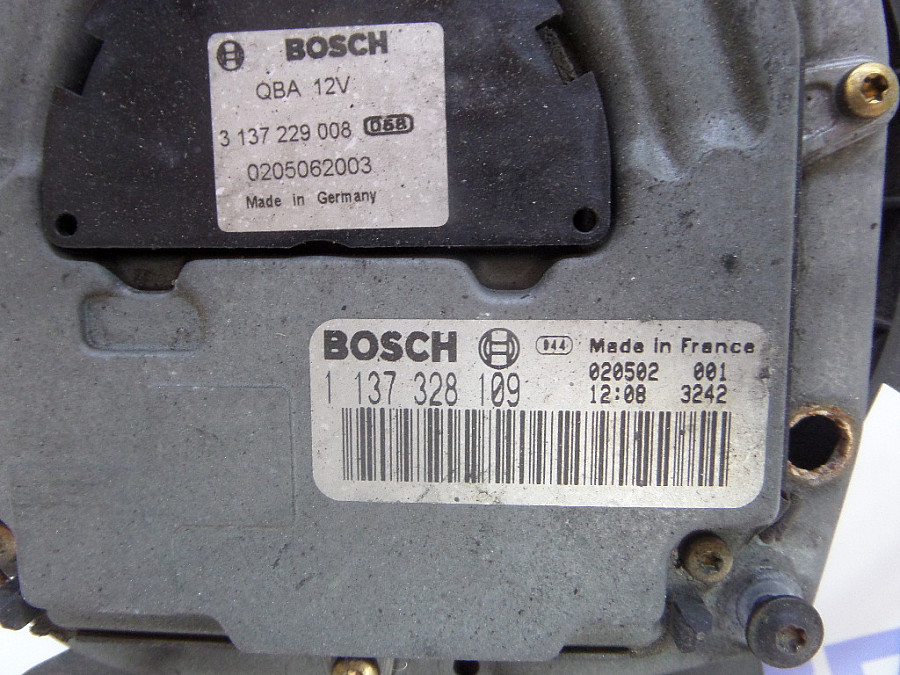 BOSCH
QBA 12V
3 137 229 008 058
0205062003
Made in Germany
BOSCH 044 Made in France
1 137 328 109 020502 001
12:08 3242